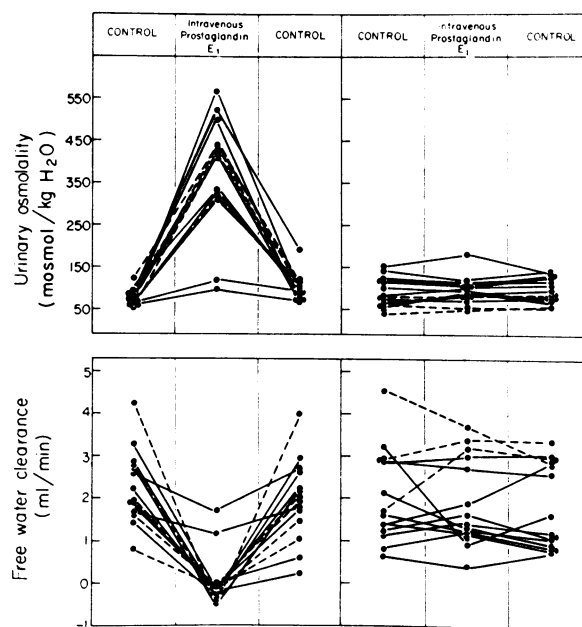 CONTROL
Intravenous
Prostaglandin
E1
CONTROL
CONTROL
Intravenous
Prostaglandin
E1
CONTROL
Urinary osmolality
(mosmol/kg H2O)
550
450
350
250
150
50
Free water clearance
(ml/min)
5
4
3
2
1
0
-1